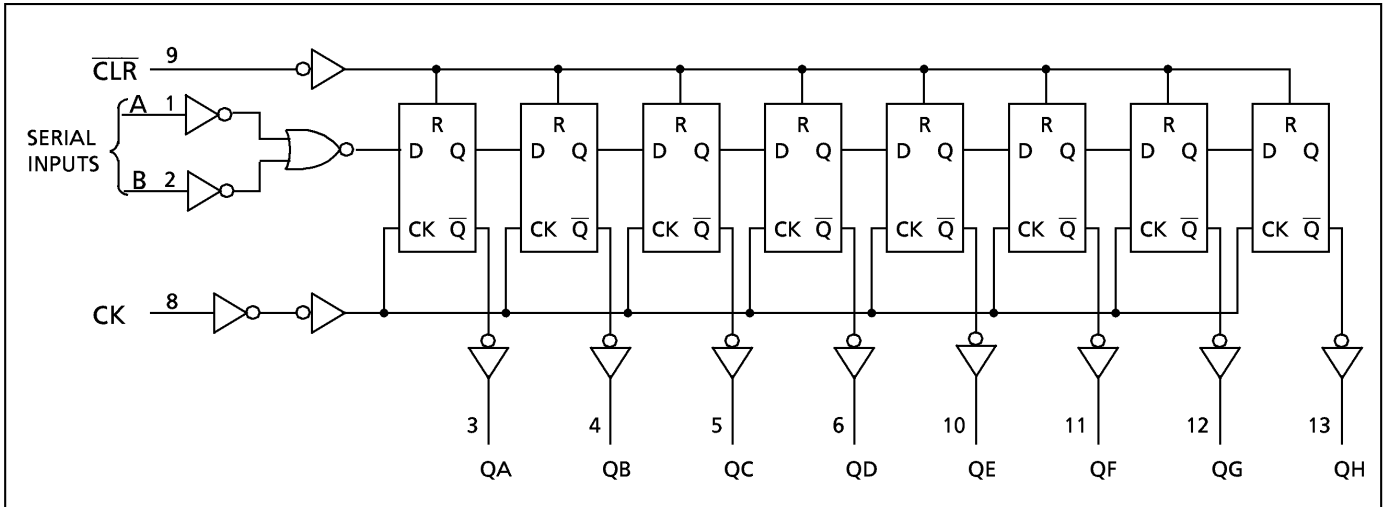 C̅L̅R̅ 9
A 1
SERIAL
INPUTS
B 2
R R R R R R R R
D Q D Q D Q D Q D Q D Q D Q D Q
CK Q̅ CK Q̅ CK Q̅ CK Q̅ CK Q̅ CK Q̅ CK Q̅ CK Q̅
CK 8
3 4 5 6 10 11 12 13
QA QB QC QD QE QF QG QH